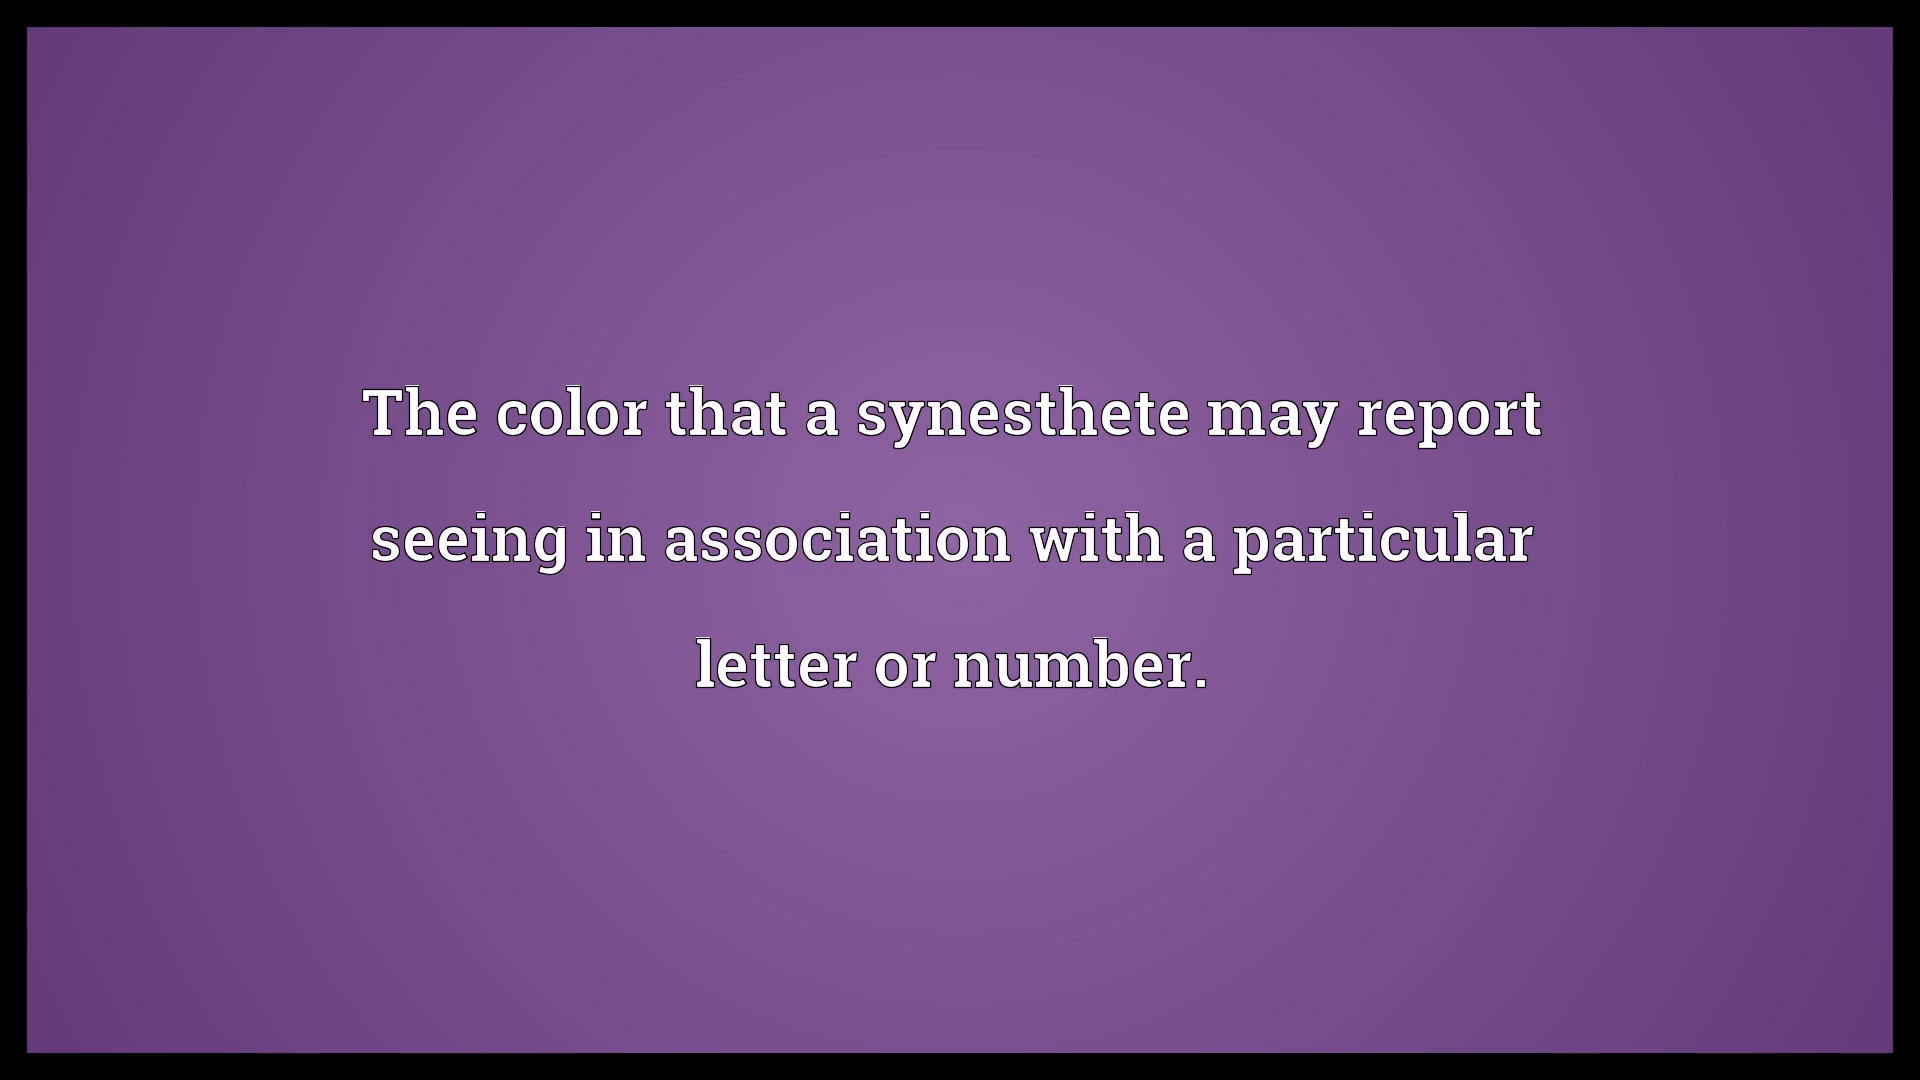 The color that a synesthete may report
seeing in association with a particular
letter or number.